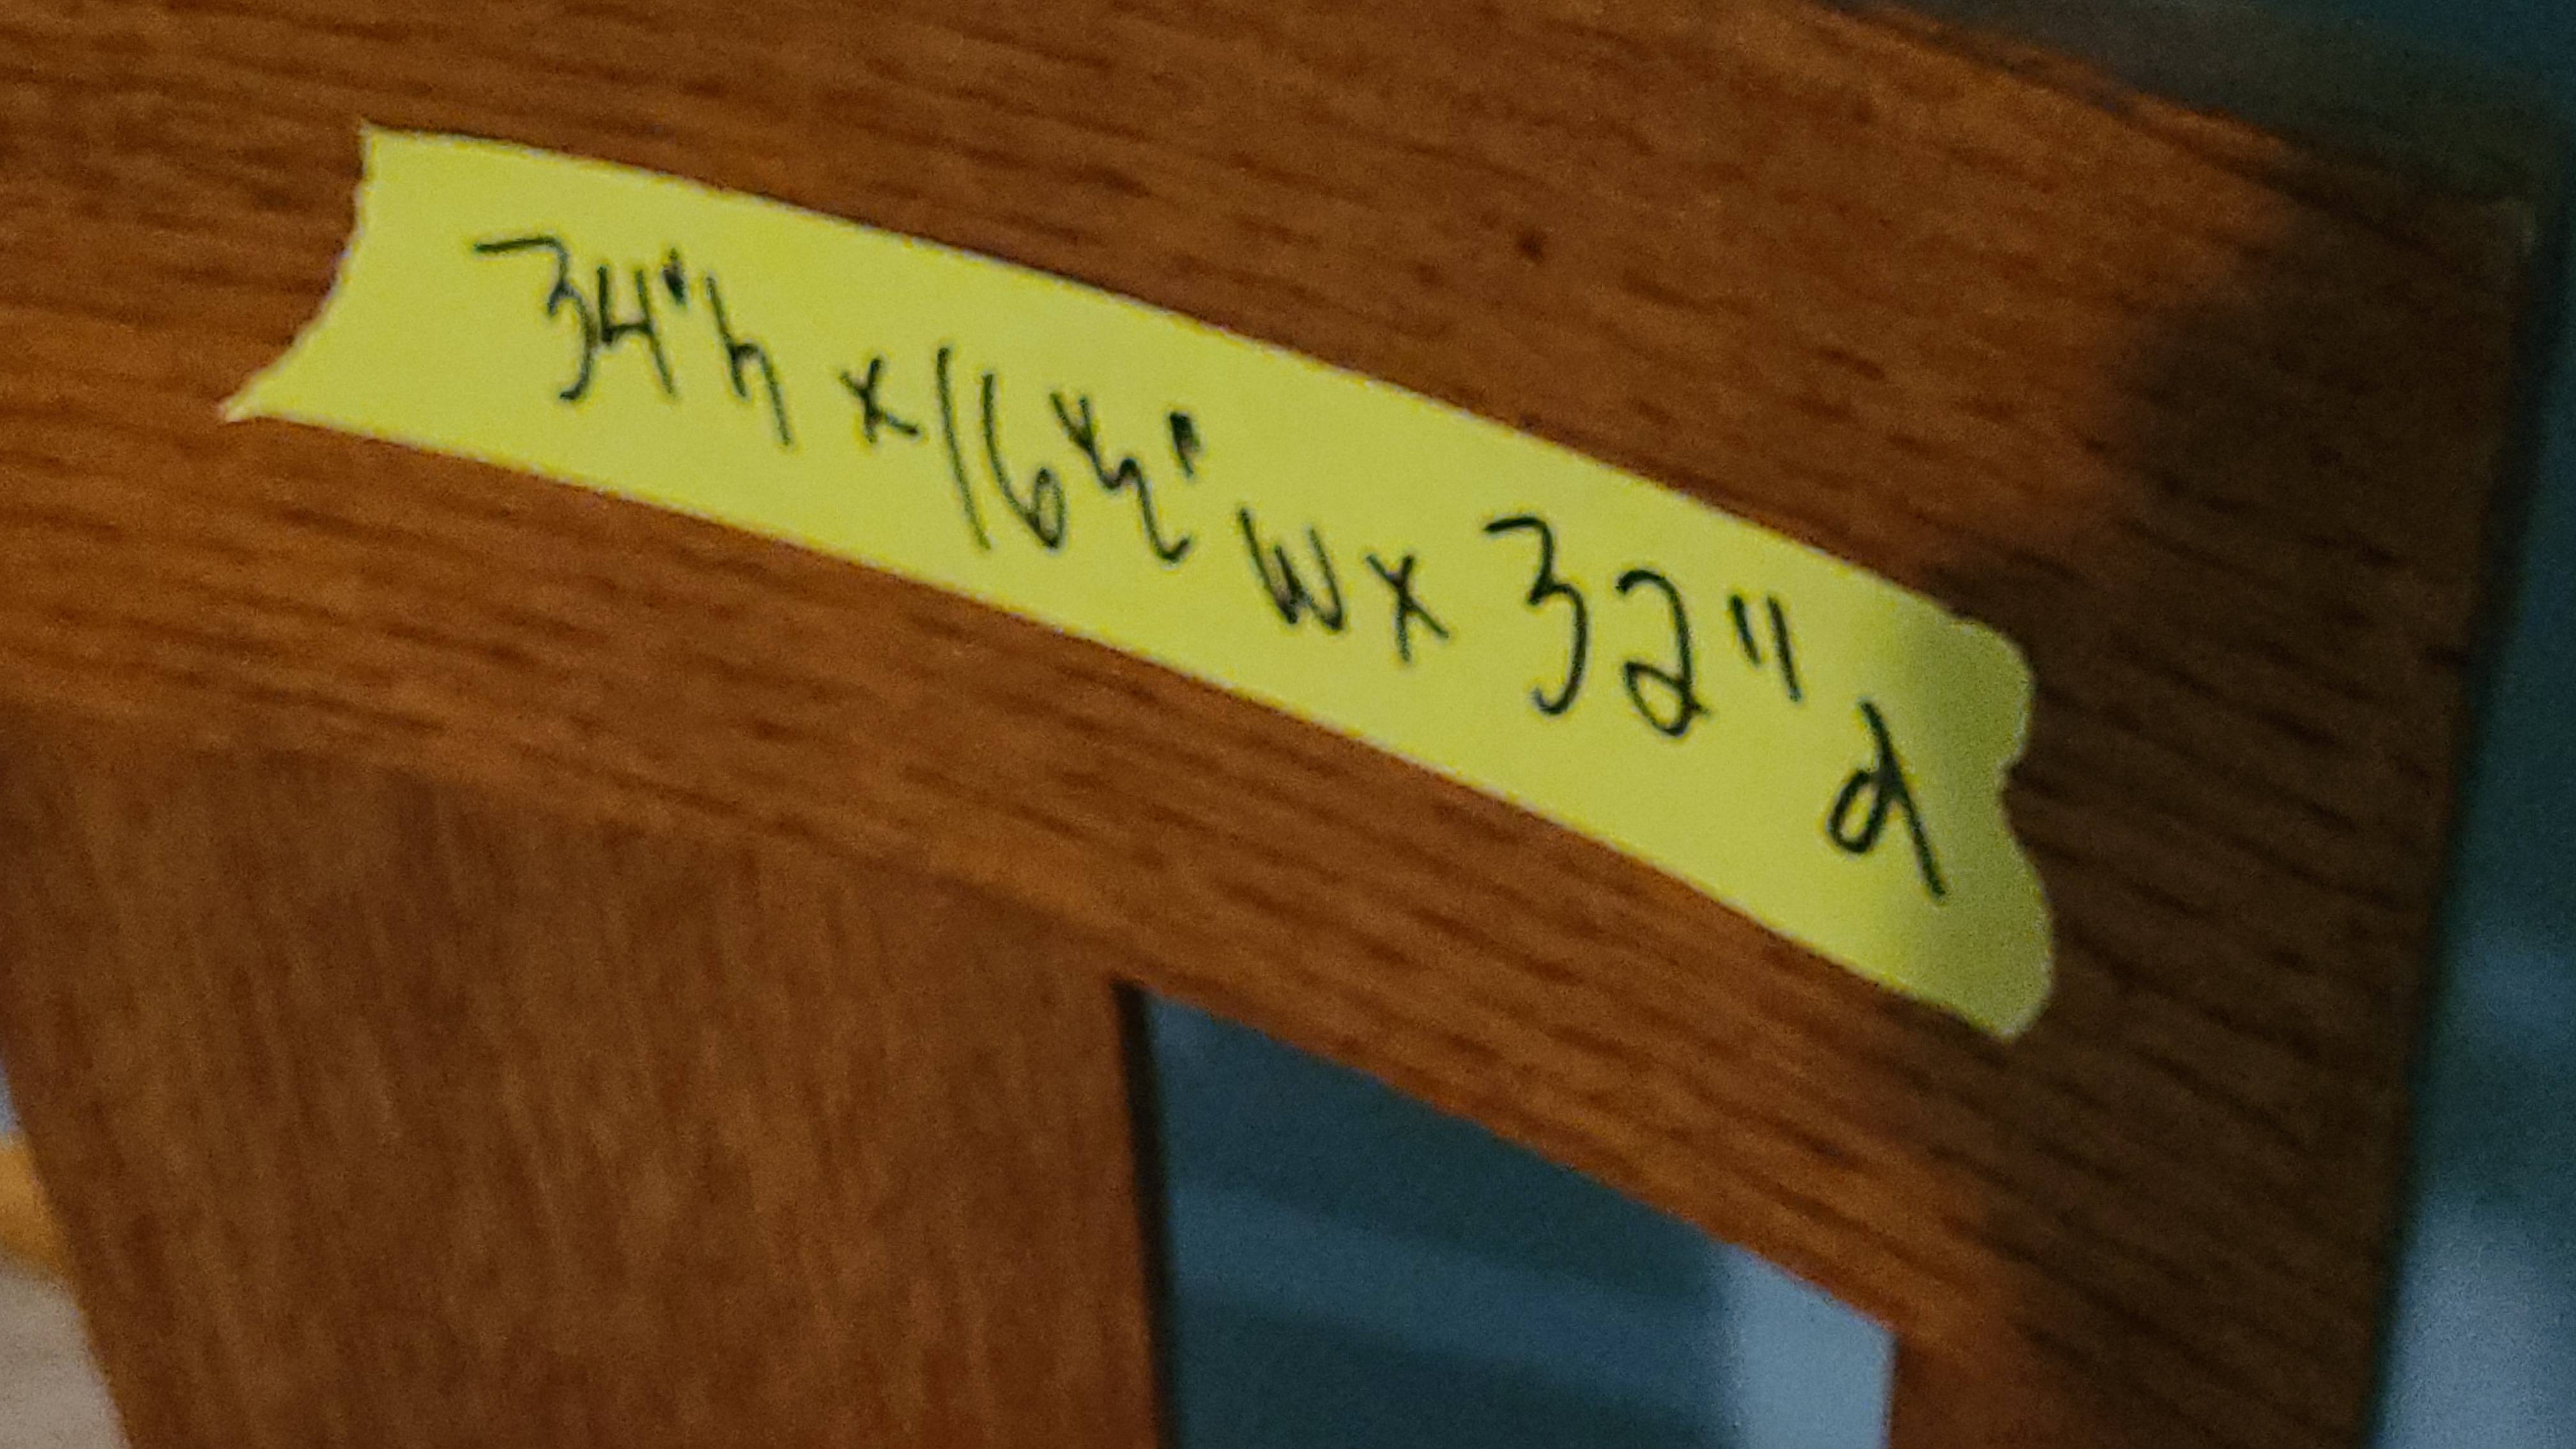 34"h x 16½" w x 32" d